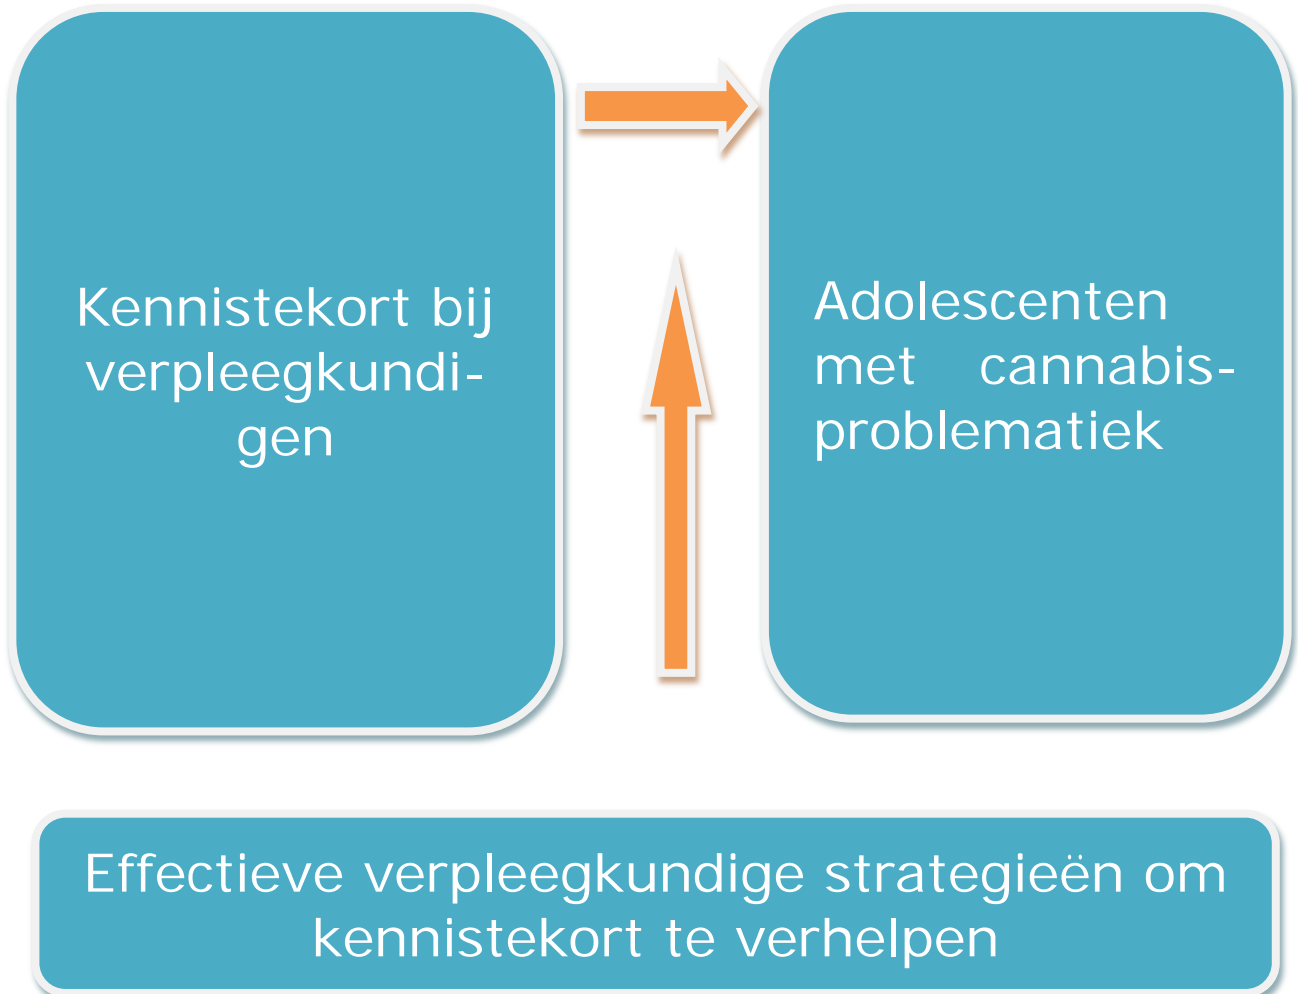 Kennistekort bij
verpleegkundi-
gen
Adolescenten
met cannabis-
problematiek
Effectieve verpleegkundige strategieën om
kennistekort te verhelpen